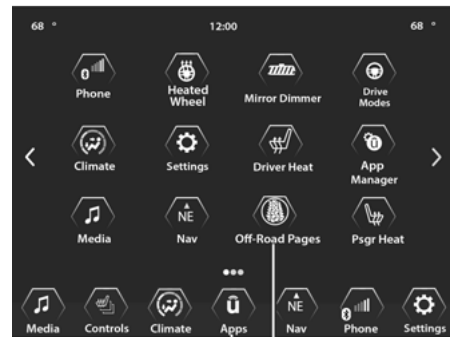 68 ° 12:00 68 °
Phone Heated Wheel Mirror Dimmer Drive Modes
Climate Settings Driver Heat App Manager
NE
Media Nav Off-Road Pages Psgr Heat
ū NE
Media Controls Climate Apps Nav Phone Settings